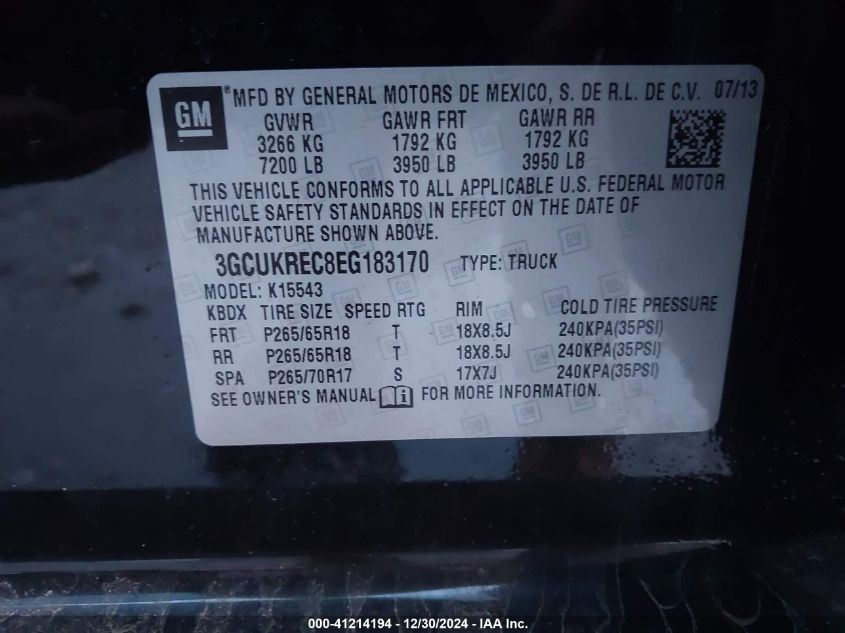 GM ® MFD BY GENERAL MOTORS DE MEXICO, S. DE R.L. DE C.V. 07/13
GVWR GAWR FRT GAWR RR
3266 KG 1792 KG 1792 KG
7200 LB 3950 LB 3950 LB
THIS VEHICLE CONFORMS TO ALL APPLICABLE U.S. FEDERAL MOTOR
VEHICLE SAFETY STANDARDS IN EFFECT ON THE DATE OF
MANUFACTURE SHOWN ABOVE.
3GCUKREC8EG183170 TYPE: TRUCK
MODEL: K15543
KBDX TIRE SIZE SPEED RTG RIM COLD TIRE PRESSURE
FRT P265/65R18 T 18X8.5J 240KPA(35PSI)
RR P265/65R18 T 18X8.5J 240KPA(35PSI)
SPA P265/70R17 S 17X7J 240KPA(35PSI)
SEE OWNER'S MANUAL FOR MORE INFORMATION.
000-41214194 - 12/30/2024 - IAA Inc.